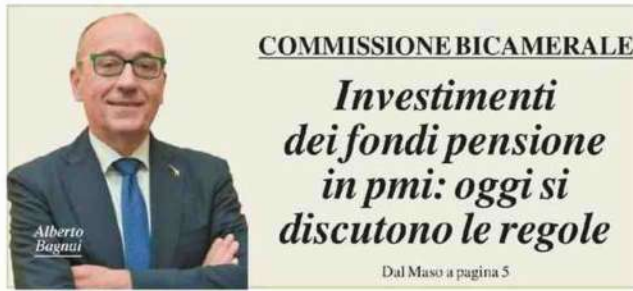 COMMISSIONE BICAMERALE
Investimenti
dei fondi pensione
in pmi: oggi si
discutono le regole
Dal Maso a pagina 5
Alberto
Bagnai